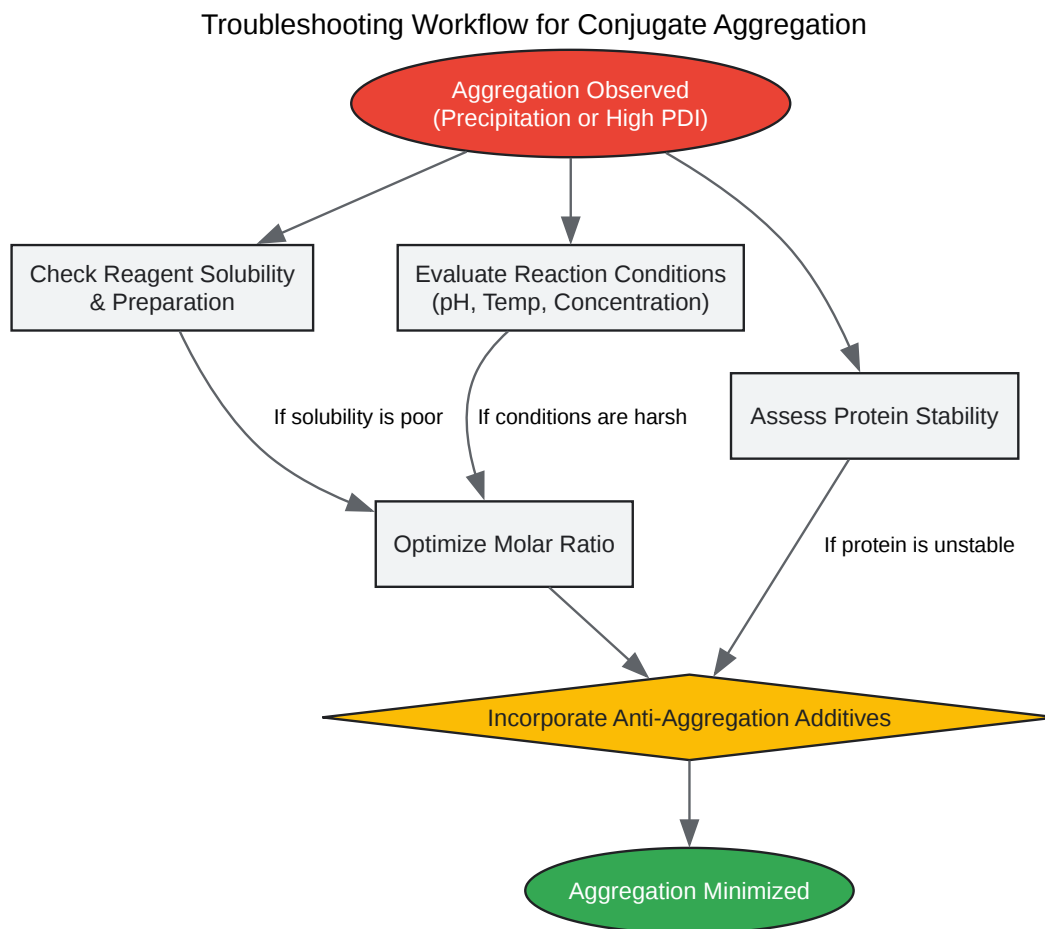 Troubleshooting Workflow for Conjugate Aggregation
Aggregation Observed
(Precipitation or High PDI)
Check Reagent Solubility
& Preparation
Evaluate Reaction Conditions
(pH, Temp, Concentration)
Assess Protein Stability
If solubility is poor
If conditions are harsh
Optimize Molar Ratio
If protein is unstable
Incorporate Anti-Aggregation Additives
Aggregation Minimized